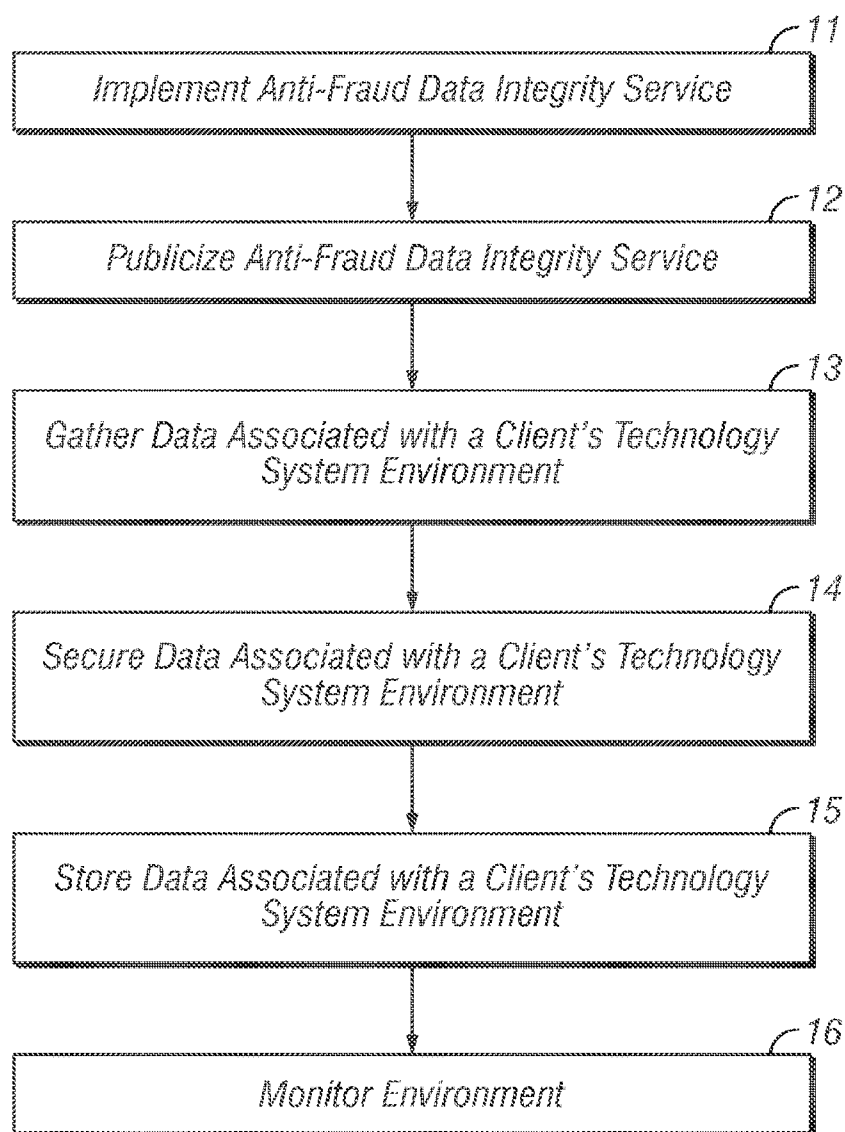 11
Implement Anti-Fraud Data Integrity Service
12
Publicize Anti-Fraud Data Integrity Service
13
Gather Data Associated with a Client's Technology
System Environment
14
Secure Data Associated with a Client's Technology
System Environment
15
Store Data Associated with a Client's Technology
System Environment
16
Monitor Environment